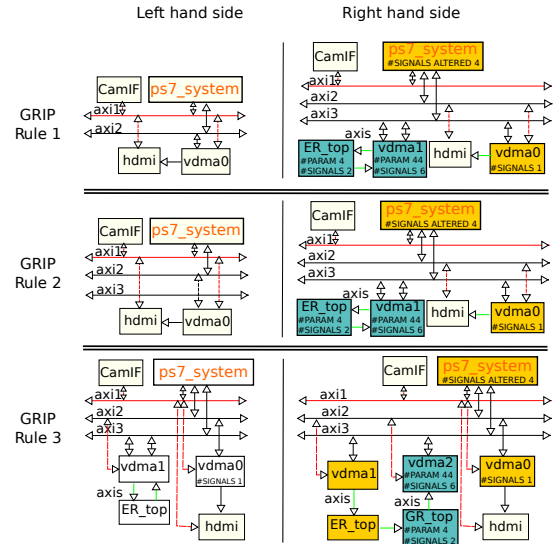 Left hand side
Right hand side
GRIP
Rule 1
CamIF
ps7_system
axi1
axi2
hdmi
vdma0
CamIF
ps7_system
#SIGNALS ALTERED 4
axi1
axi2
axi3
axis
ER_top
#PARAM 4
#SIGNALS 2
vdma1
#PARAM 44
#SIGNALS 6
hdmi
vdma0
#SIGNALS 1
GRIP
Rule 2
CamIF
ps7_system
axi1
axi2
axi3
hdmi
vdma0
CamIF
ps7_system
#SIGNALS ALTERED 4
axi1
axi2
axi3
axis
ER_top
#PARAM 4
#SIGNALS 2
vdma1
#PARAM 44
#SIGNALS 6
hdmi
vdma0
#SIGNALS 1
GRIP
Rule 3
CamIF
ps7_system
axi1
axi2
axi3
vdma1
vdma0
#SIGNALS 1
axis
ER_top
hdmi
CamIF
ps7_system
#SIGNALS ALTERED 4
axi1
axi2
axi3
vdma1
vdma2
#PARAM 44
#SIGNALS 6
vdma0
#SIGNALS 1
axis
ER_top
GR_top
#PARAM 4
#SIGNALS 2
hdmi